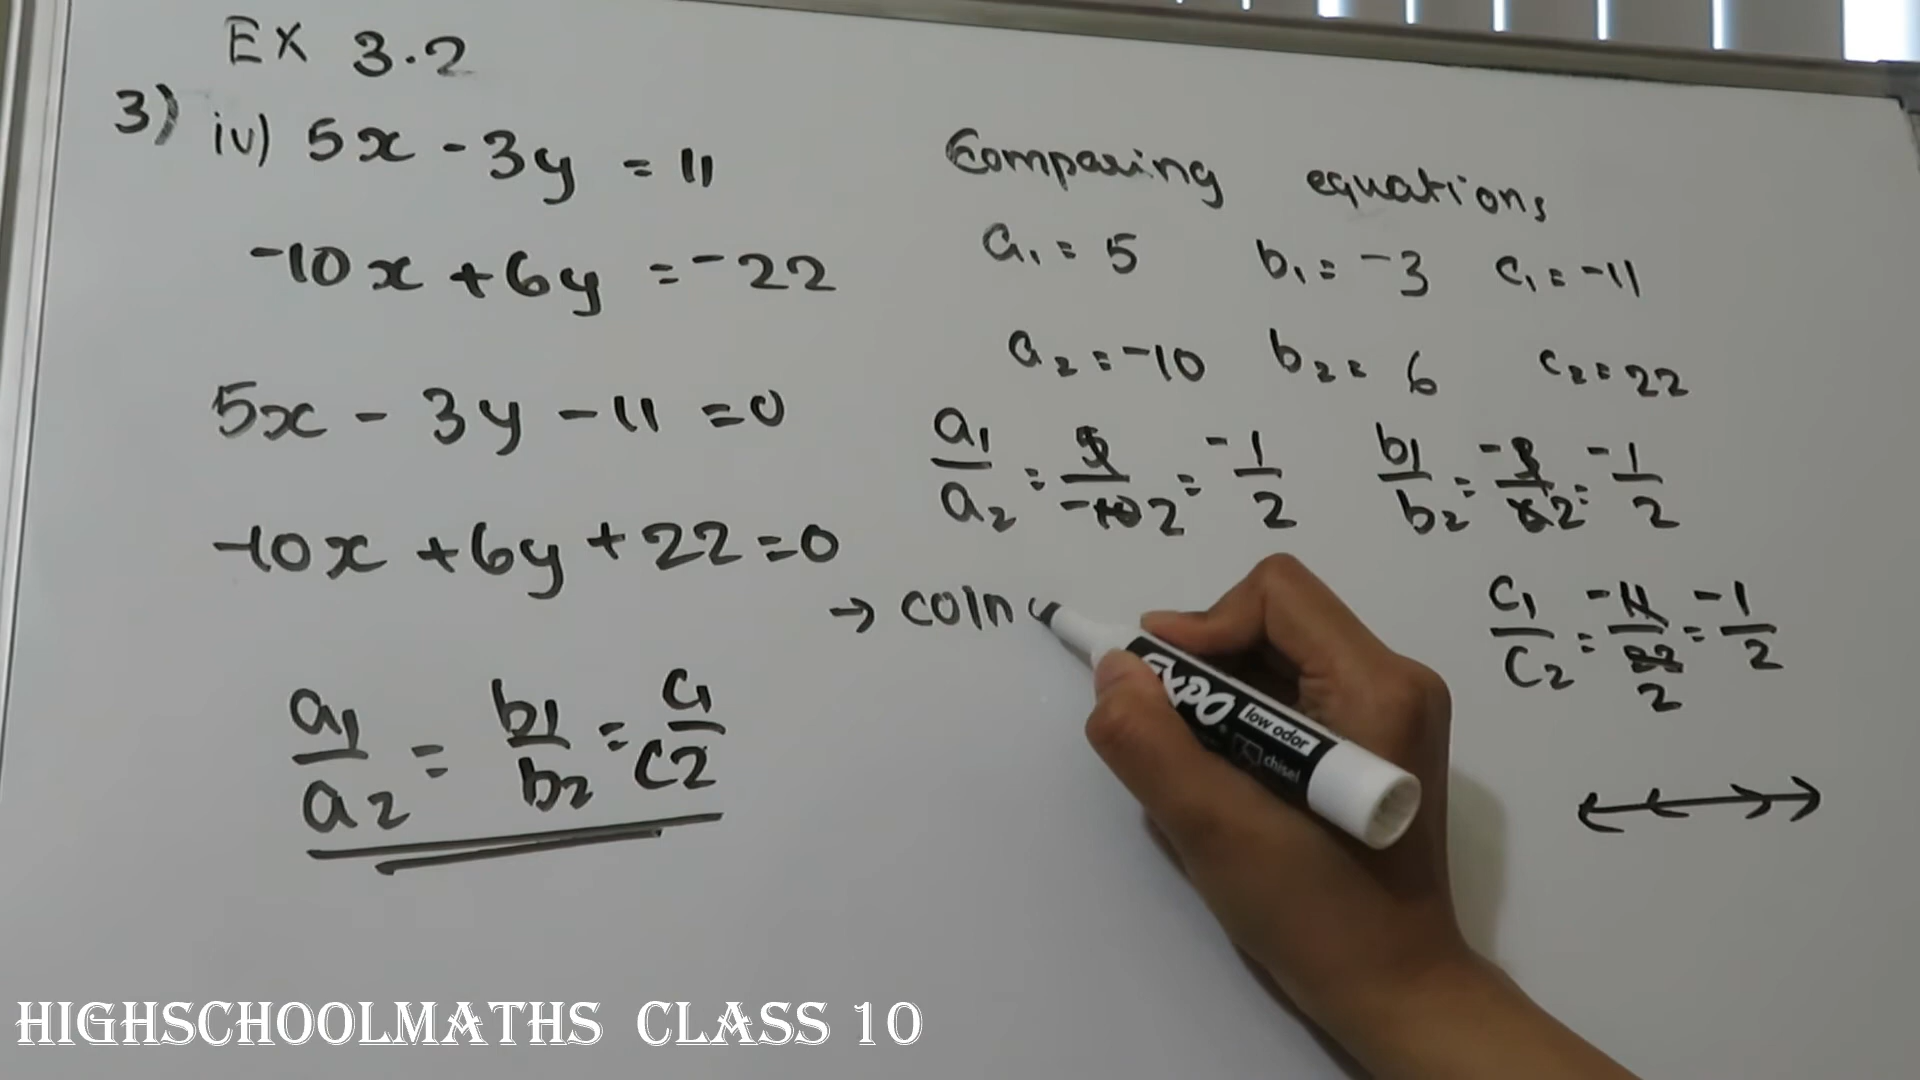 EX 3.2
3) iv) 5x - 3y = 11
-10x + 6y = -22
5x - 3y - 11 = 0
-10x + 6y + 22 = 0
a1/a2 = b1/b2 = c1/c2
Comparing equations
a1 = 5 b1 = -3 c1 = -11
a2 = -10 b2 = 6 c2 = 22
a1/a2 = 5/-10 2 = -1/2 b1/b2 = -3/6 2 = -1/2
→ coin
c1/c2 = -11/22 2 = -1/2
EXPO
low odor
chisel
HIGHSCHOOLMATHS CLASS 10